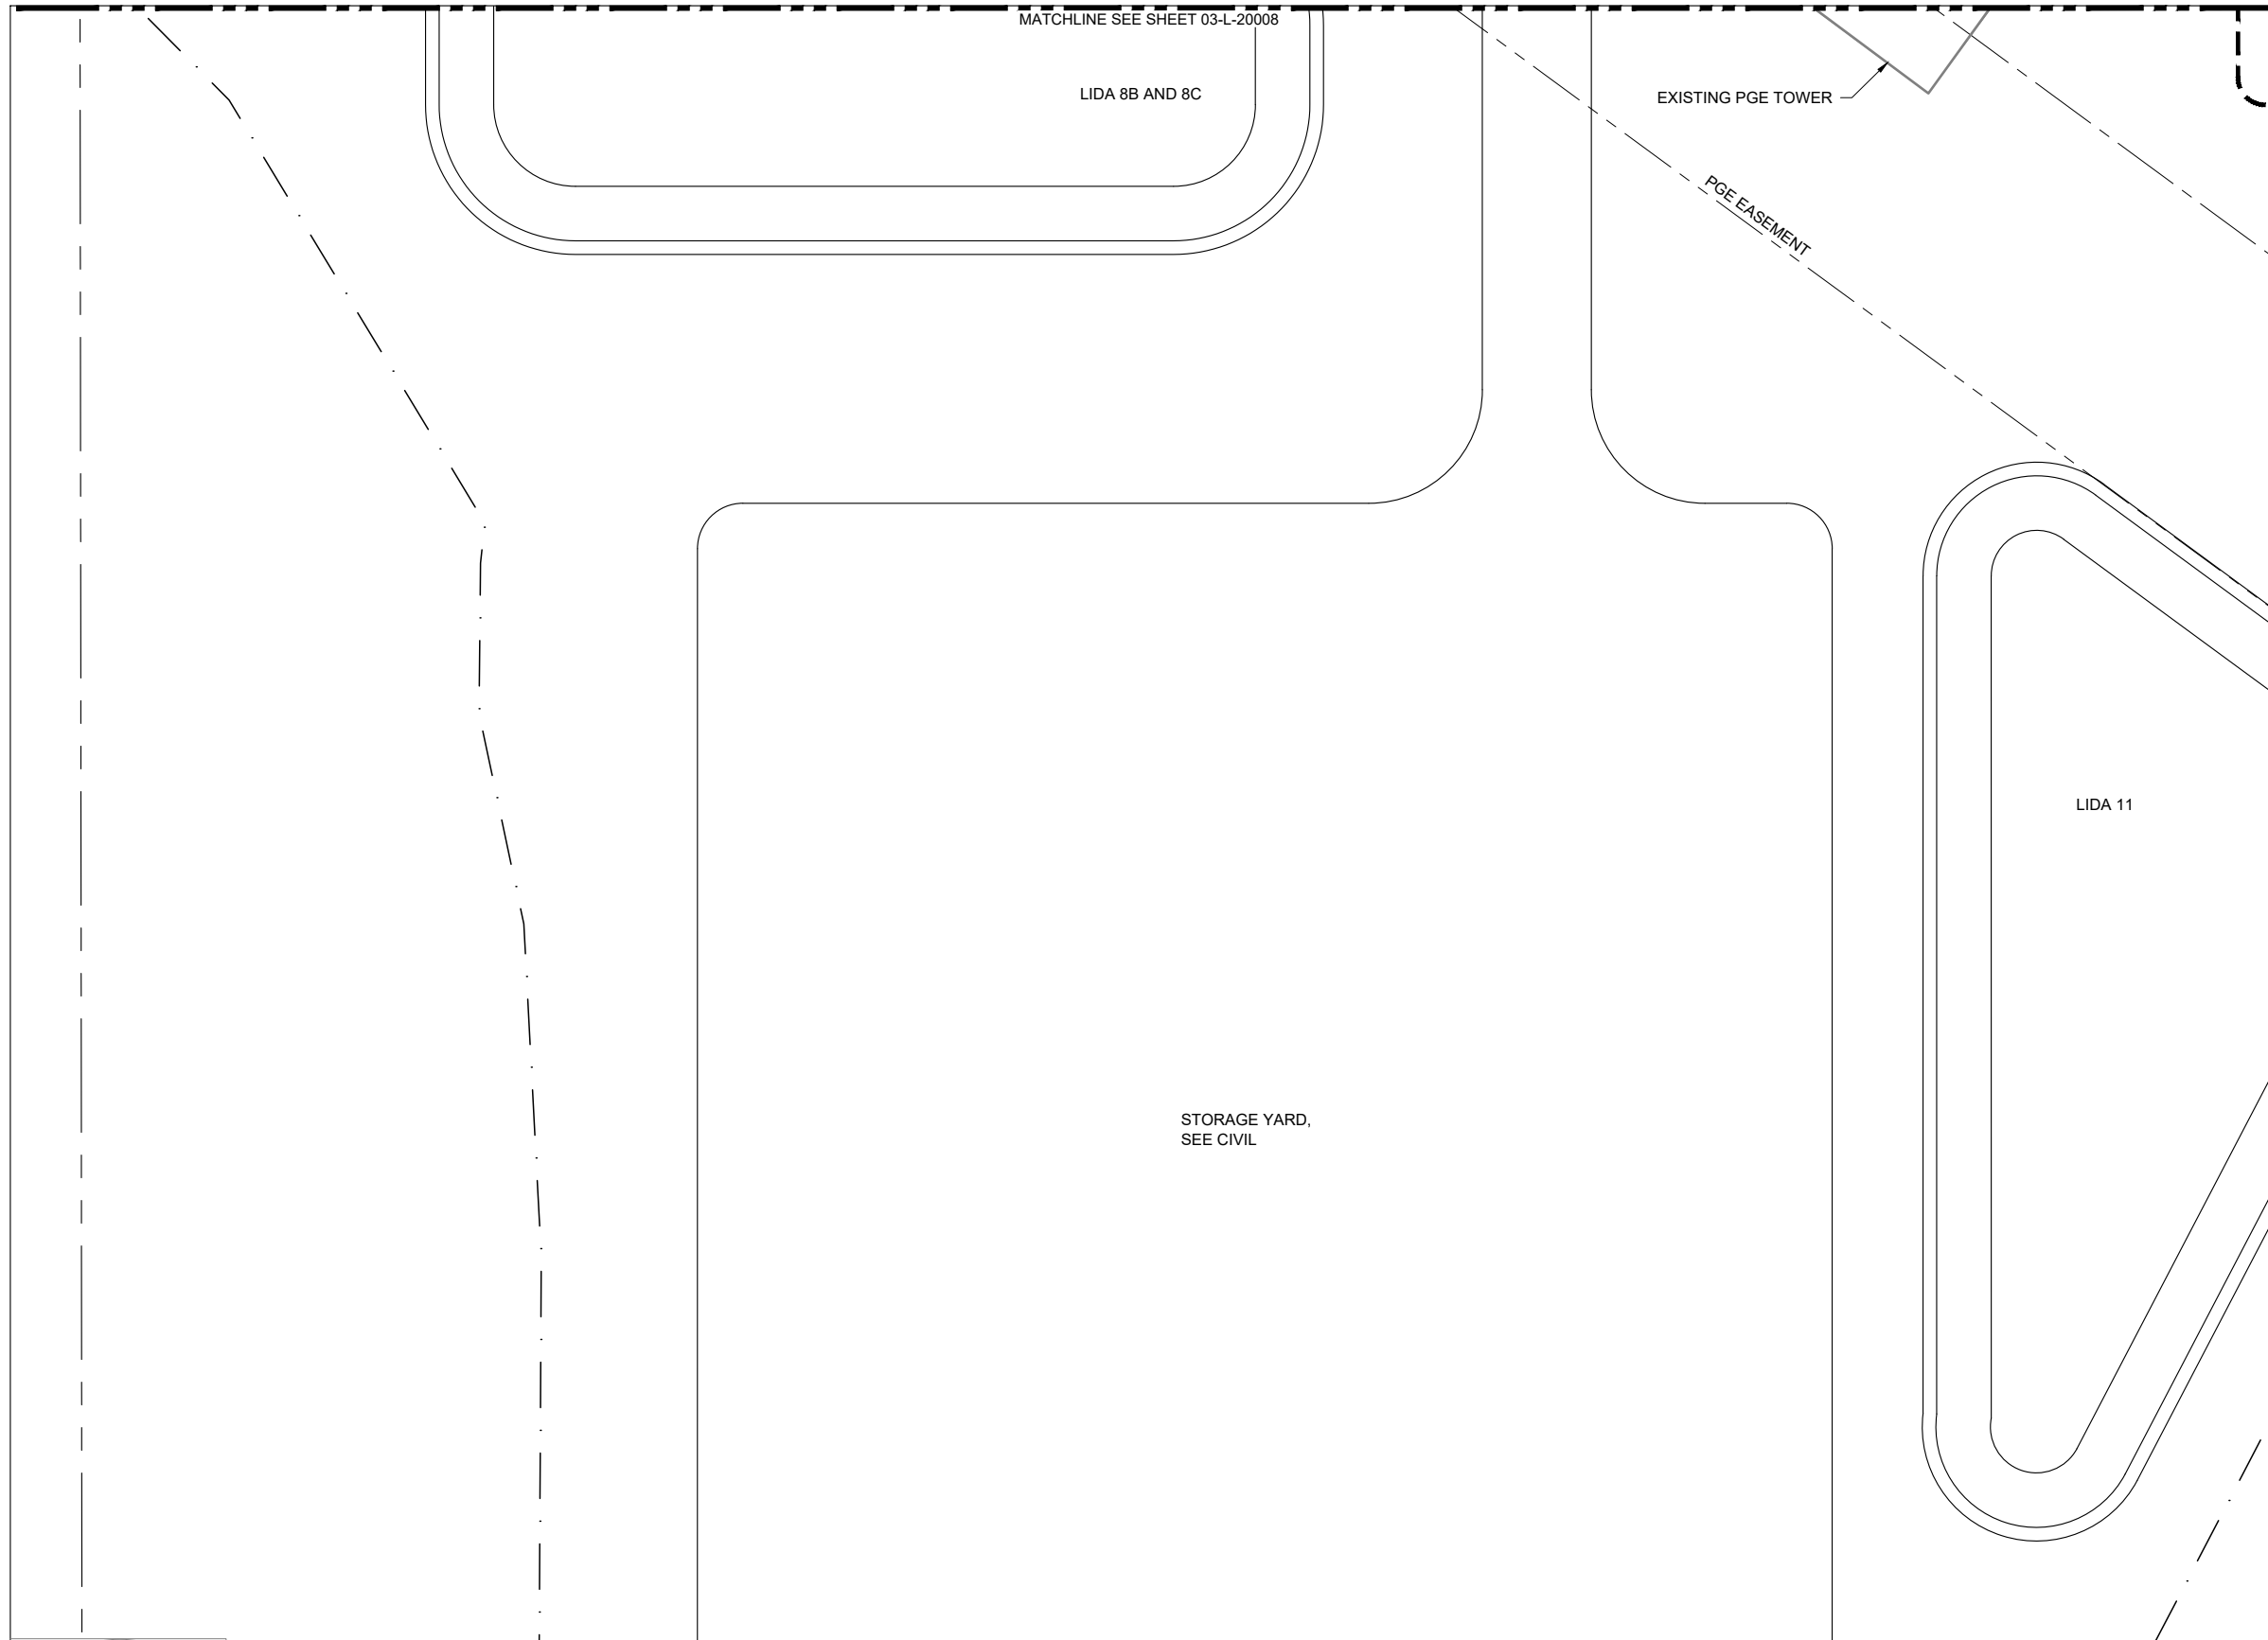 MATCHLINE SEE SHEET 03-L-20008
LIDA 8B AND 8C
EXISTING PGE TOWER
PGE EASEMENT
LIDA 11
STORAGE YARD,
SEE CIVIL